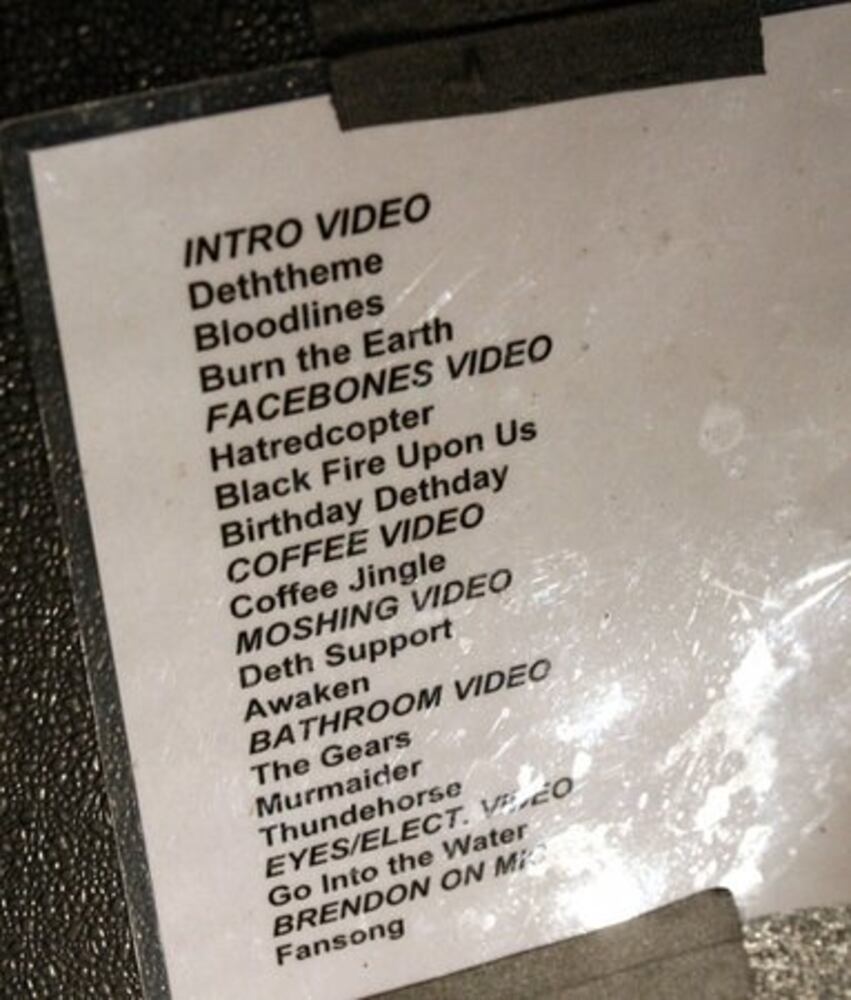 INTRO VIDEO
Deththeme
Bloodlines
Burn the Earth
FACEBONES VIDEO
Hatredcopter
Black Fire Upon Us
Birthday Dethday
COFFEE VIDEO
Coffee Jingle
MOSHING VIDEO
Deth Support
Awaken
BATHROOM VIDEO
The Gears
Murmaider
Thundehorse
EYES/ELECT. VIDEO
Go Into the Water
BRENDON ON MIC
Fansong